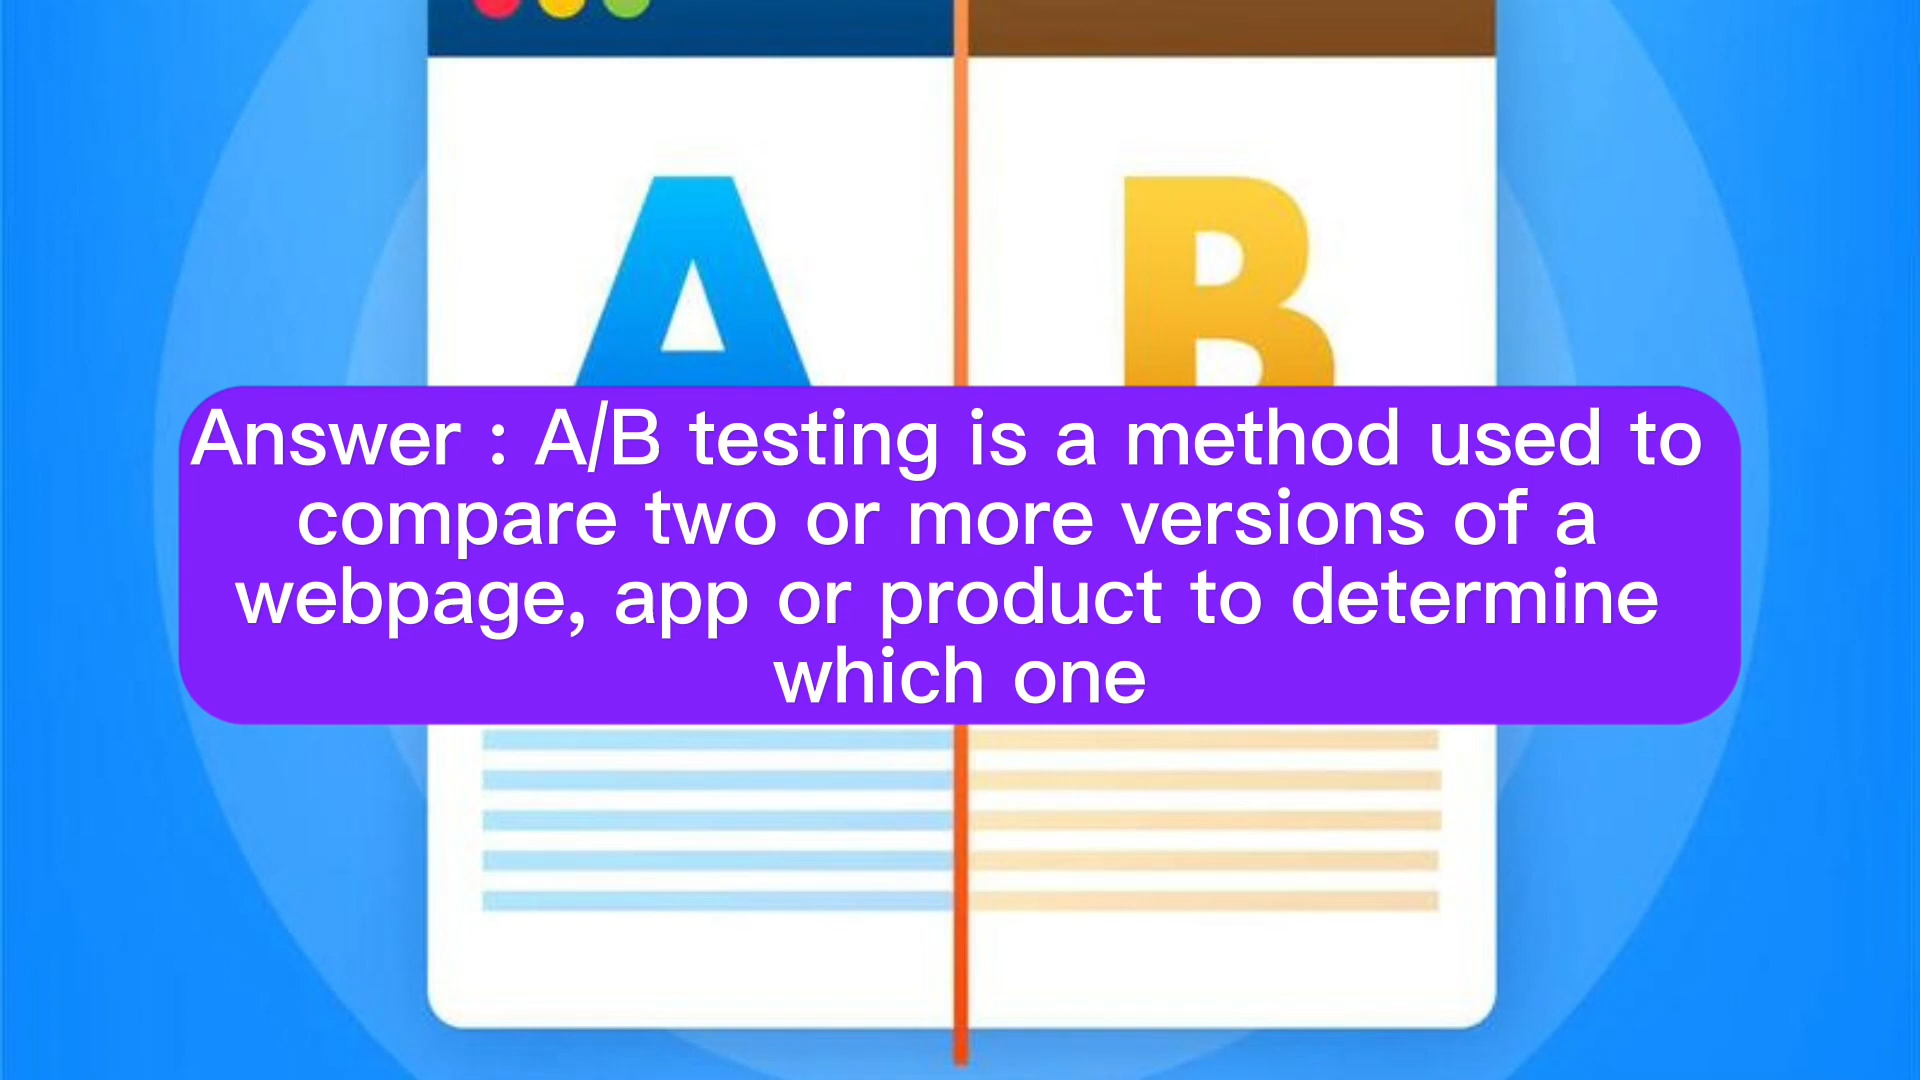 A
B
Answer : A/B testing is a method used to
compare two or more versions of a
webpage, app or product to determine
which one